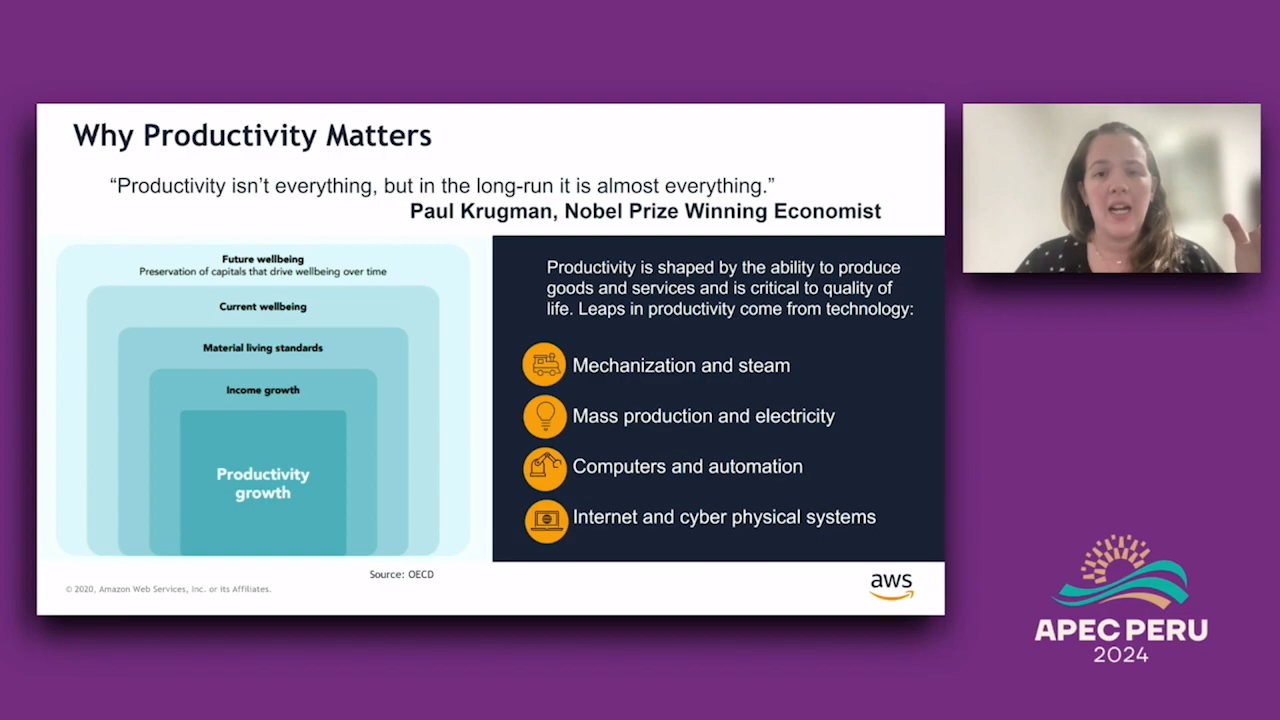 Why Productivity Matters
“Productivity isn’t everything, but in the long-run it is almost everything.”
Paul Krugman, Nobel Prize Winning Economist
Future wellbeing
Preservation of capitals that drive wellbeing over time
Current wellbeing
Material living standards
Income growth
Productivity
growth
Source: OECD
Productivity is shaped by the ability to produce
goods and services and is critical to quality of
life. Leaps in productivity come from technology:
Mechanization and steam
Mass production and electricity
Computers and automation
Internet and cyber physical systems
© 2020, Amazon Web Services, Inc. or its Affiliates.
aws
APEC PERU
2024